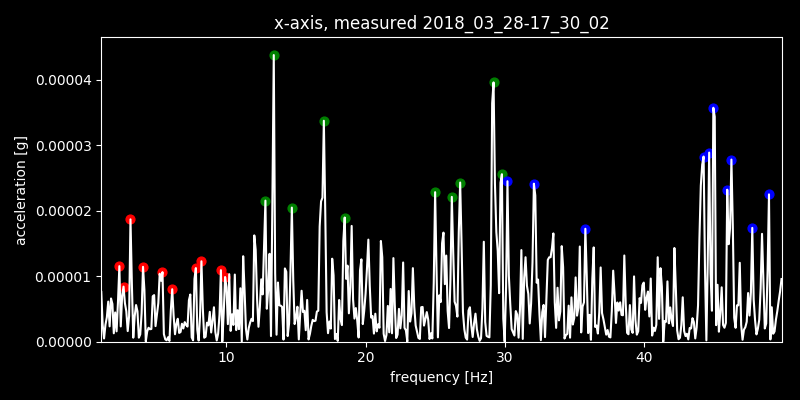 x-axis, measured 2018_03_28-17_30_02
0.00004
0.00003
0.00002
0.00001
0.00000
acceleration [g]
10 20 30 40
frequency [Hz]